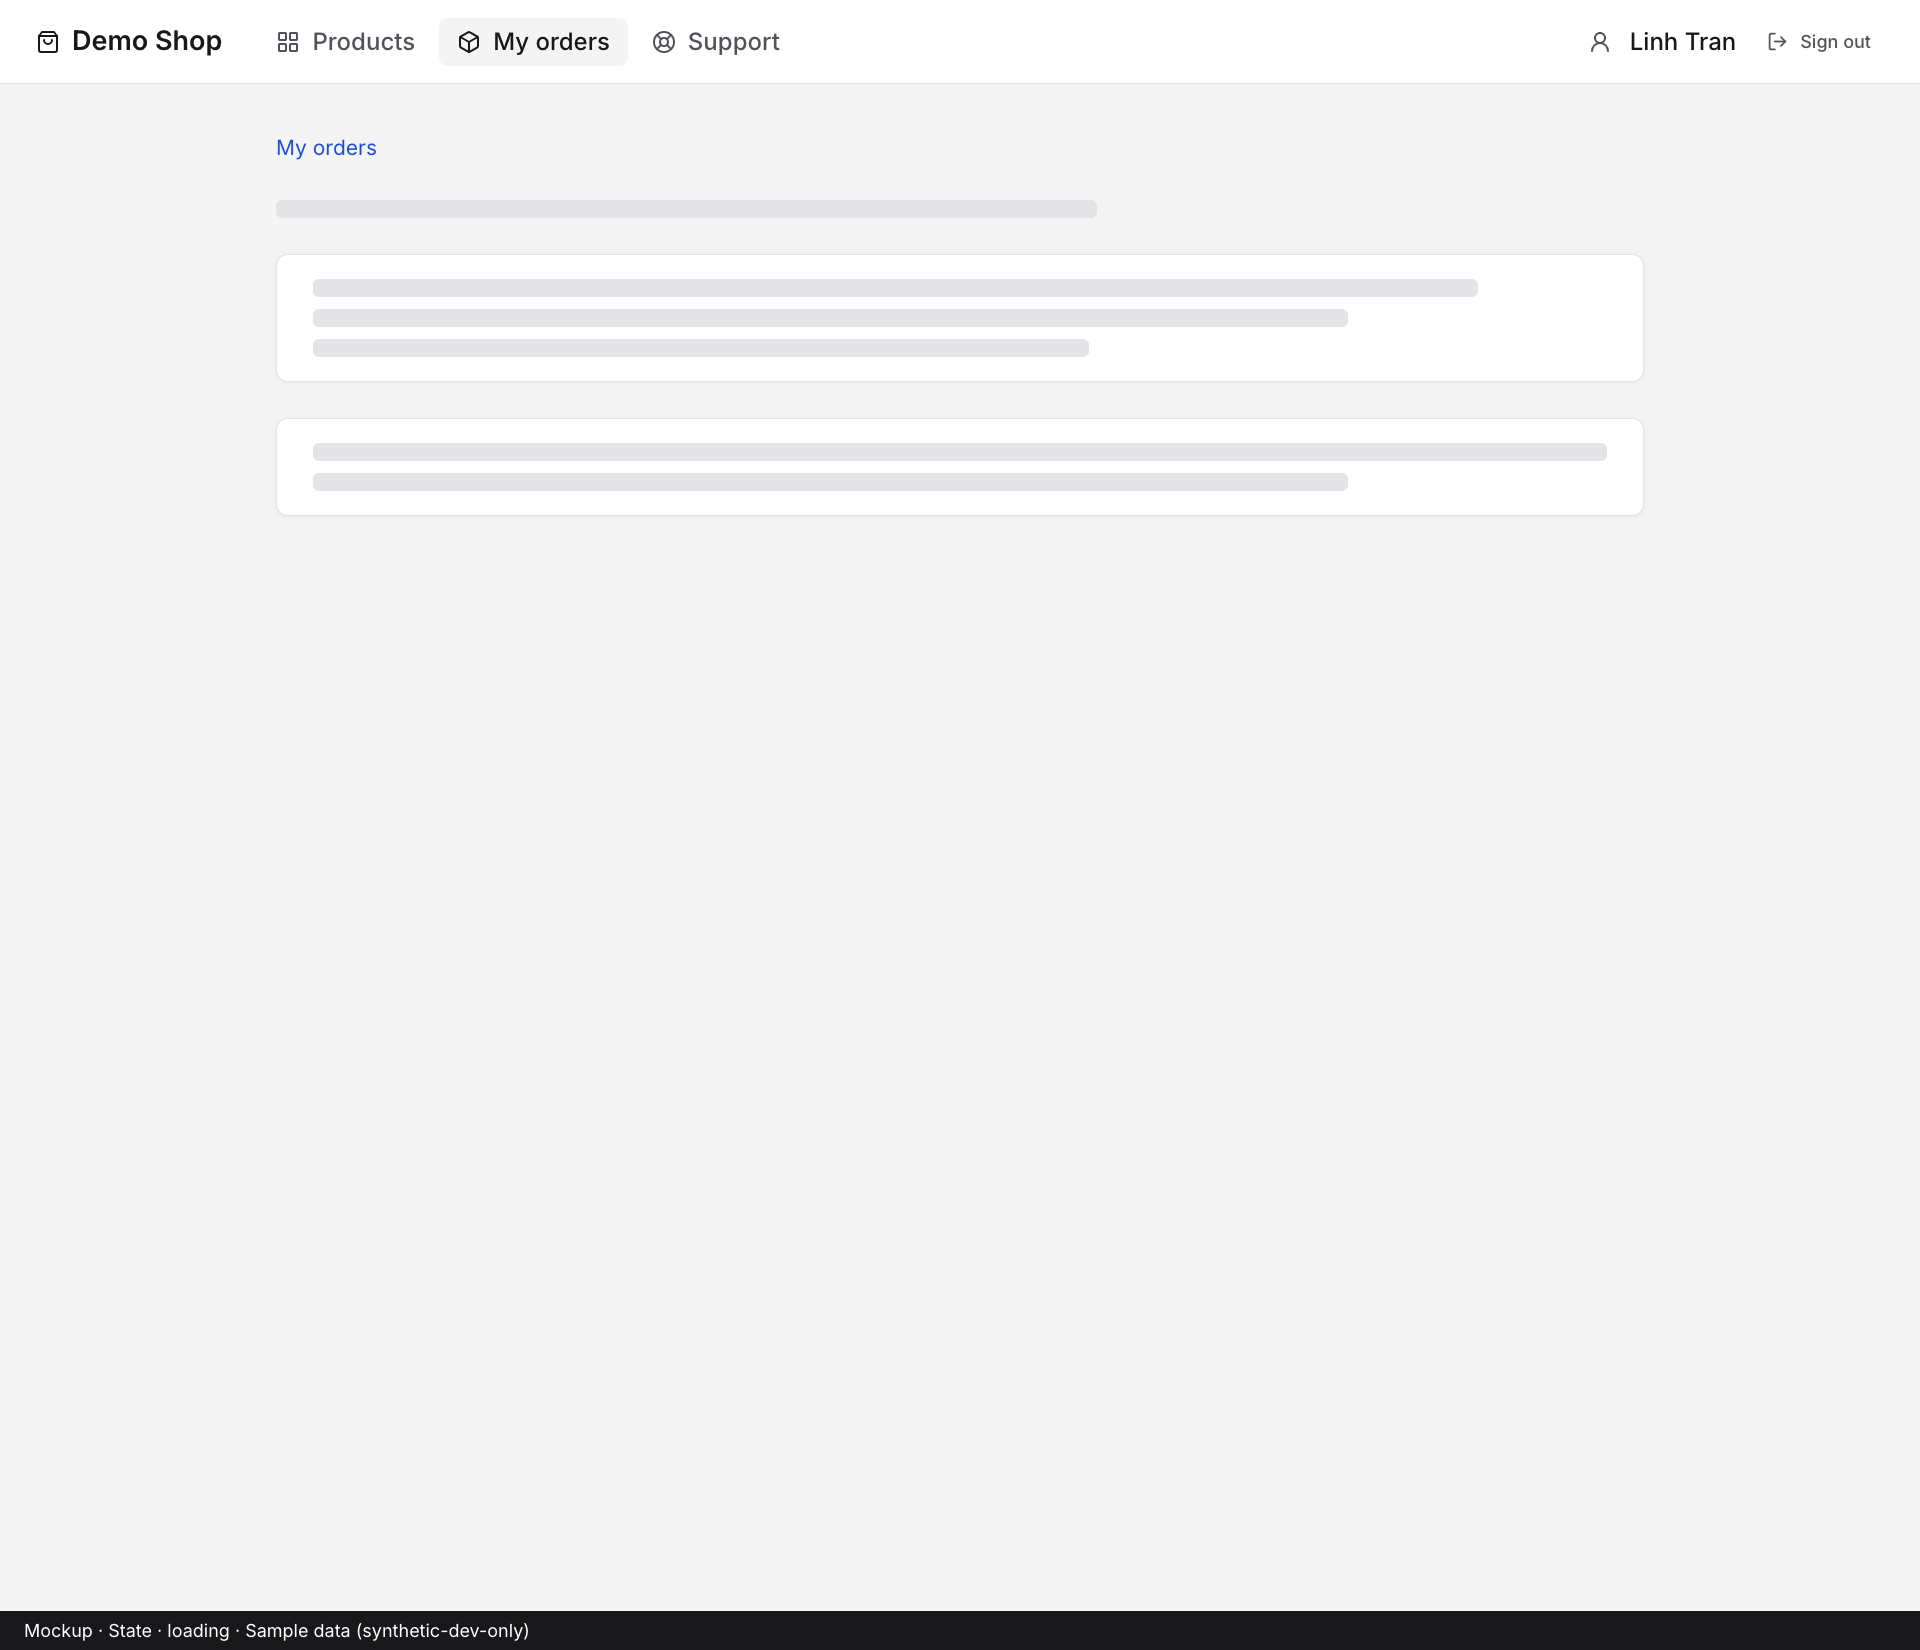 Demo Shop
Products
My orders
Support
Linh Tran
Sign out
My orders
Mockup · State · loading · Sample data (synthetic-dev-only)